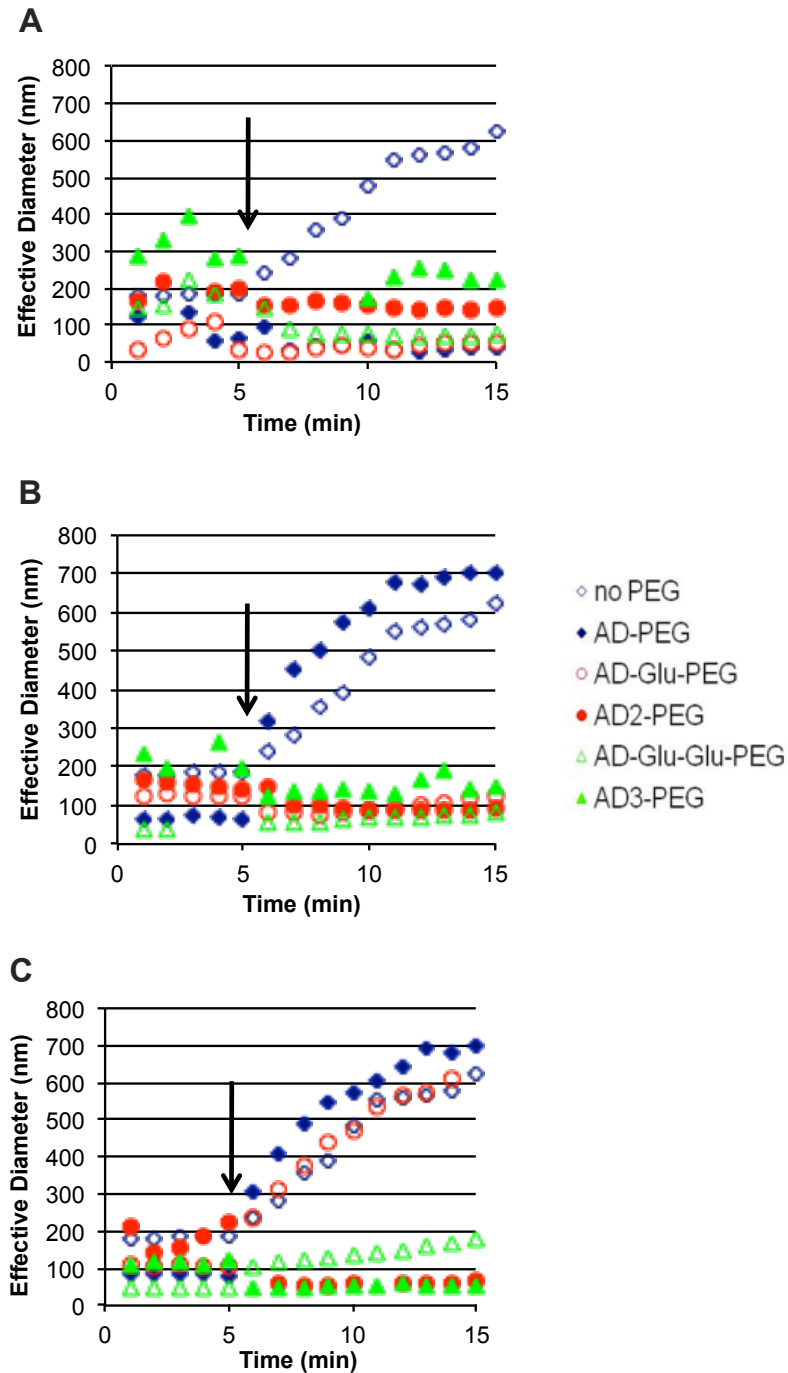 A
800
700
600
500
400
300
200
100
0
Effective Diameter (nm)
0 5 10 15
Time (min)
B
800
700
600
500
400
300
200
100
0
Effective Diameter (nm)
0 5 10 15
Time (min)
no PEG
AD-PEG
AD-Glu-PEG
AD2-PEG
AD-Glu-Glu-PEG
AD3-PEG
C
800
700
600
500
400
300
200
100
0
Effective Diameter (nm)
0 5 10 15
Time (min)